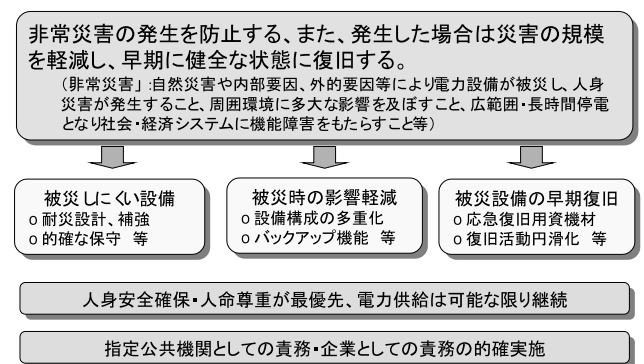 非常災害の発生を防止する、また、発生した場合は災害の規模
を軽減し、早期に健全な状態に復旧する。
(非常災害」:自然災害や内部要因、外的要因等により電力設備が被災し、人身
災害が発生すること、周囲環境に多大な影響を及ぼすこと、広範囲・長時間停電
となり社会・経済システムに機能障害をもたらすこと等)
被災しにくい設備
o 耐災設計、補強
o 的確な保守 等
被災時の影響軽減
o 設備構成の多重化
o バックアップ機能 等
被災設備の早期復旧
o 応急復旧用資機材
o 復旧活動円滑化 等
人身安全確保・人命尊重が最優先、電力供給は可能な限り継続
指定公共機関としての責務・企業としての責務の的確実施